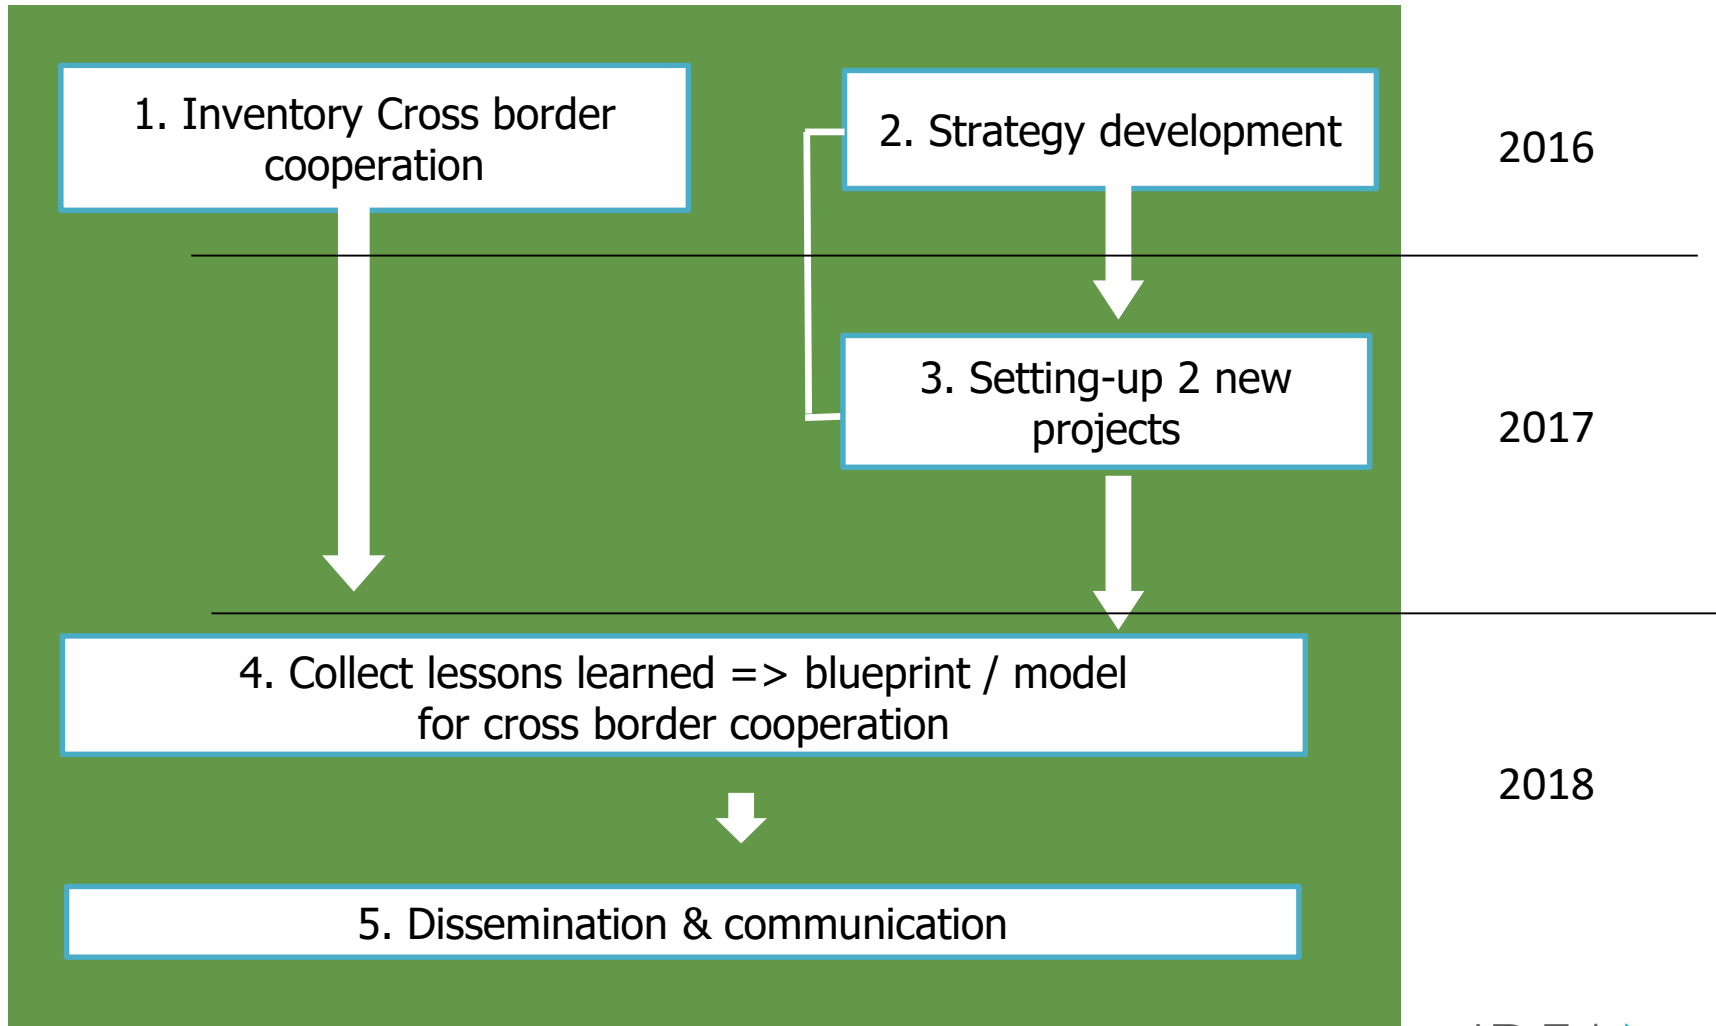 1. Inventory Cross border
cooperation
2. Strategy development
2016
3. Setting-up 2 new
projects
2017
4. Collect lessons learned => blueprint / model
for cross border cooperation
2018
5. Dissemination & communication